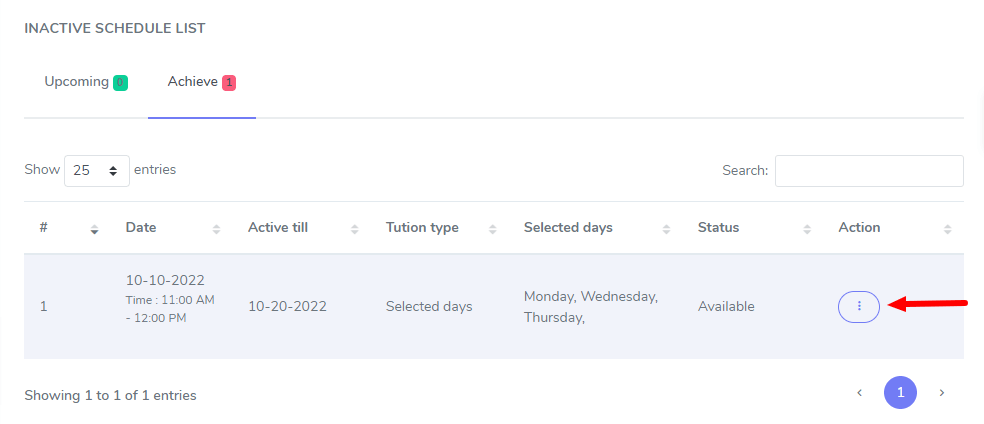 INACTIVE SCHEDULE LIST
Upcoming 0 Achieve 1
Show 25 entries Search:
# Date Active till Tution type Selected days Status Action
10-10-2022
Time : 11:00 AM
- 12:00 PM
1 10-20-2022 Selected days Monday, Wednesday,
Thursday, Available
Showing 1 to 1 of 1 entries
‹ 1 ›